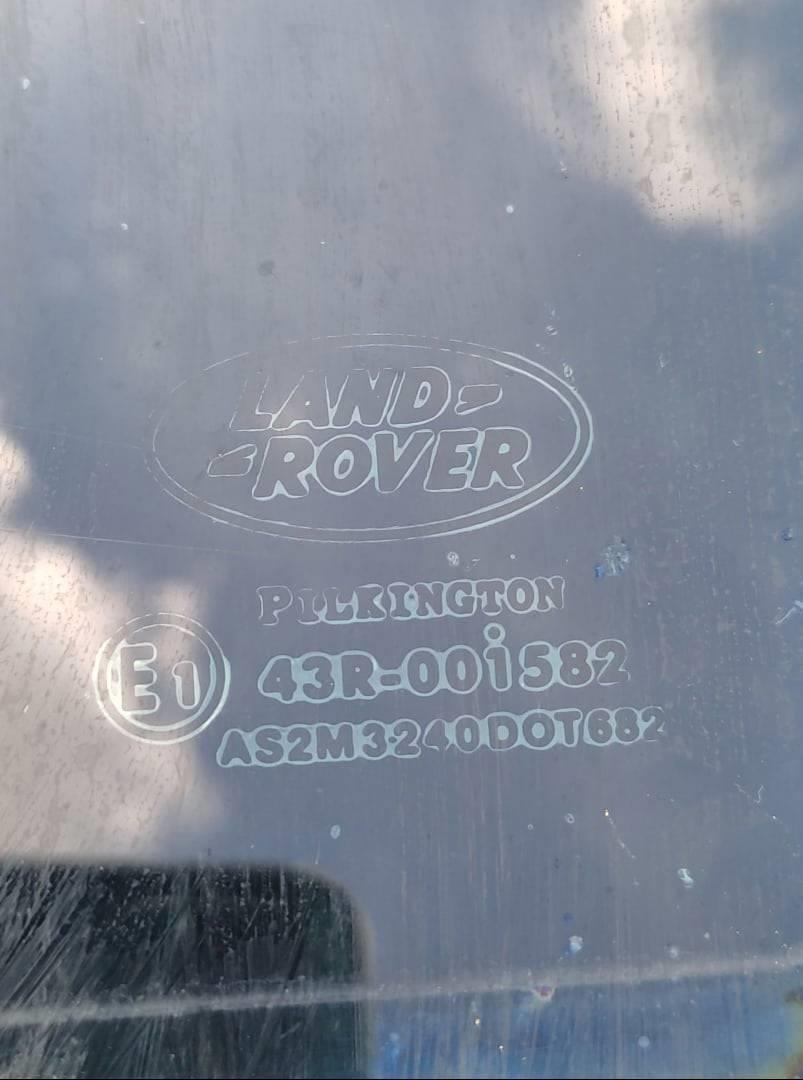 LAND
ROVER
PILKINGTON
E1 43R-001582
AS2M3240DOT682